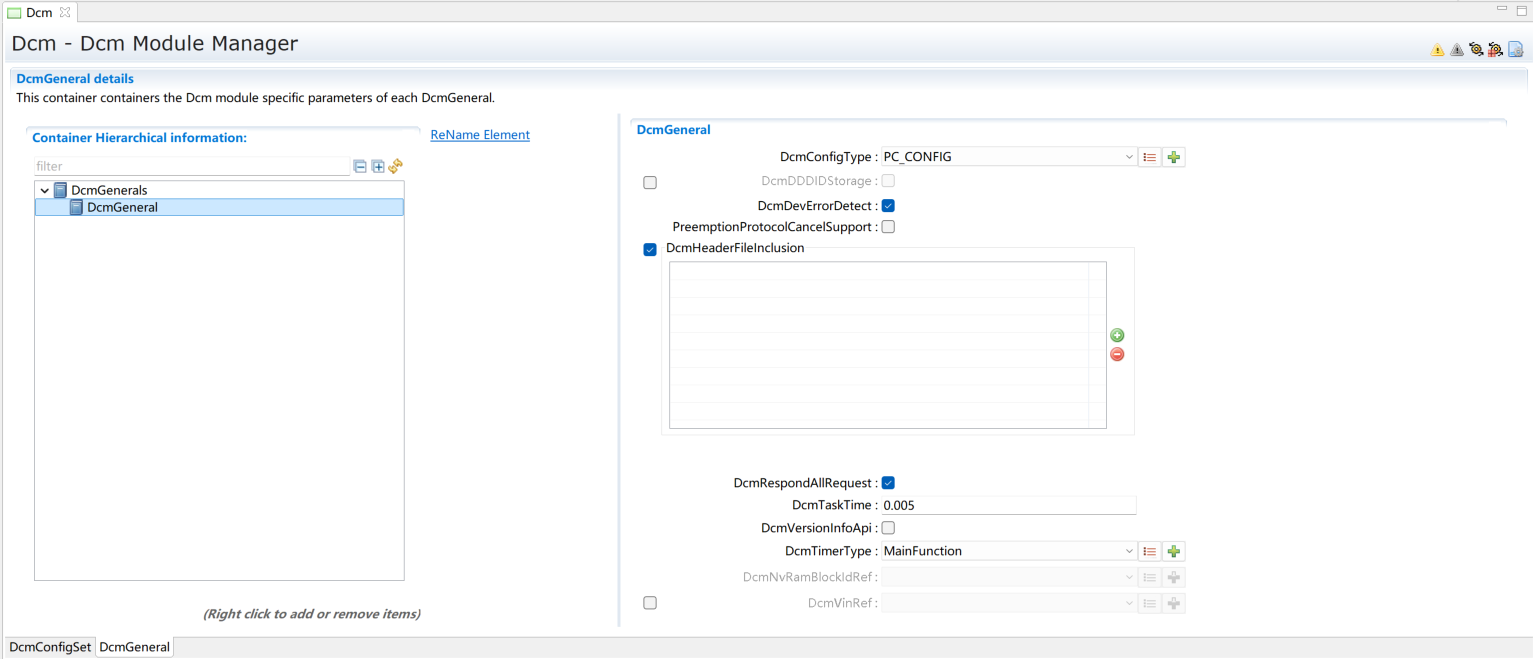 Dcm
Dcm - Dcm Module Manager
DcmGeneral details
This container containers the Dcm module specific parameters of each DcmGeneral.
Container Hierarchical information:
ReName Element
filter
DcmGenerals
DcmGeneral
DcmGeneral
DcmConfigType : PC_CONFIG
DcmDDDIDStorage :
DcmDevErrorDetect :
PreemptionProtocolCancelSupport :
DcmHeaderFileInclusion
DcmRespondAllRequest :
DcmTaskTime : 0.005
DcmVersionInfoApi :
DcmTimerType : MainFunction
DcmNvRamBlockIdRef :
DcmVinRef :
(Right click to add or remove items)
DcmConfigSet DcmGeneral